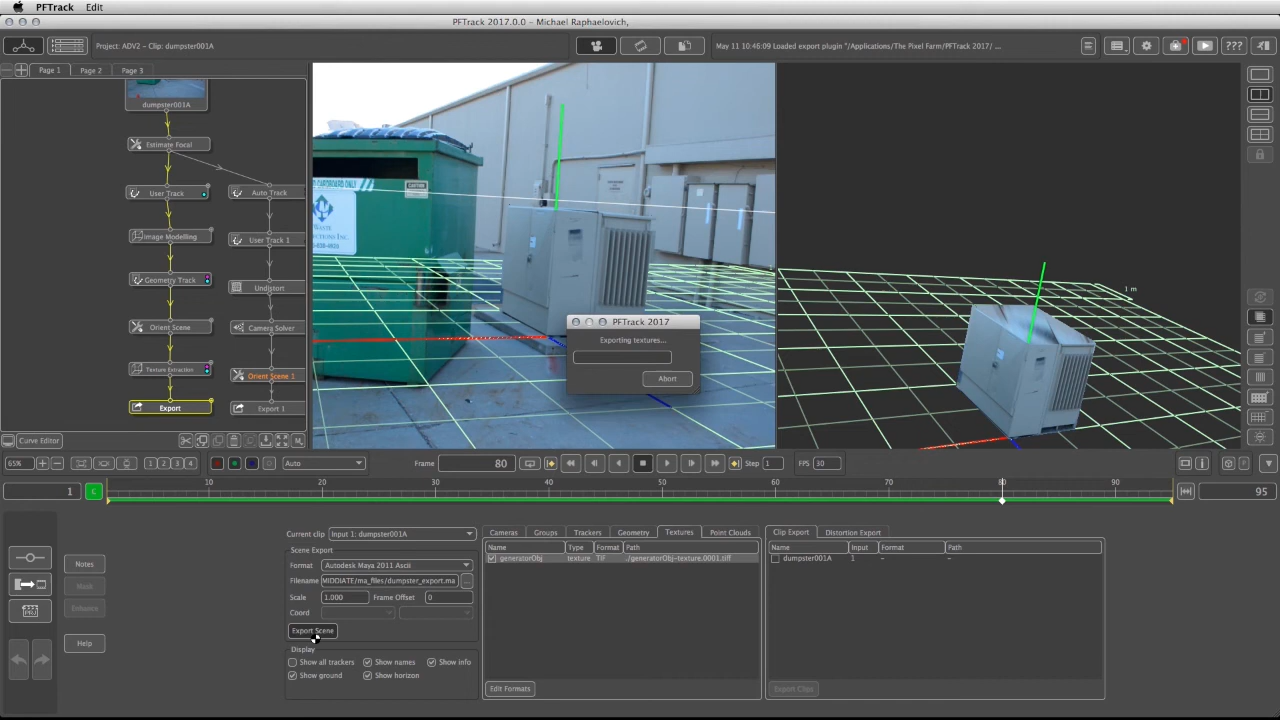 PFTrack Edit
PFTrack 2017.0.0 - Michael Raphaelovich,
Project: ADV2 - Clip: dumpster001A
May 11 10:46:09 Loaded export plugin "/Applications/The Pixel Farm/PFTrack 2017/ ...
???
Page 1 Page 2 Page 3
dumpster001A
Estimate Focal
User Track
Auto Track
Image Modelling
User Track 1
Geometry Track
Undistort
Orient Scene
Camera Solver
Texture Extraction
Orient Scene 1
Export
Export 1
CARDBOARD ONLY
CAUTION
WASTE
1 m
PFTrack 2017
Exporting textures...
Abort
Curve Editor
65%
1 2 3 4
Auto
Frame 80
Step 1
FPS 30
1
C
10 20 30 40 50 60 70 80 90
95
Notes
Mask
Enhance
Help
Current clip Input 1: dumpster001A
Scene Export
Format Autodesk Maya 2011 Ascii
Filename MIDDIATE/ma_files/dumpster_export.ma
...
Scale 1.000 Frame Offset 0
Coord
Export Scene
Display
Show all trackers Show names Show info
Show ground Show horizon
Cameras Groups Trackers Geometry Textures Point Clouds
Name Type Format Path
generatorObj texture TIF ./generatorObj-texture.0001.tiff
Edit Formats
Clip Export Distortion Export
Name Input Format Path
dumpster001A 1 - -
Export Clips